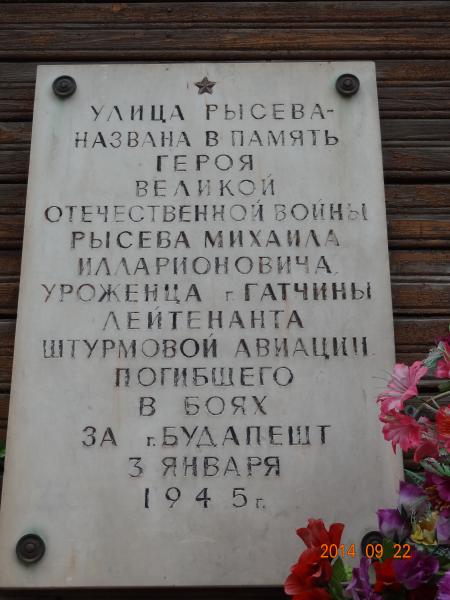 УЛИЦА РЫСЕВА-
НАЗВАНА В ПАМЯТЬ
ГЕРОЯ
ВЕЛИКОЙ
ОТЕЧЕСТВЕННОЙ ВОЙНЫ
РЫСЕВА МИХАИЛА
ИЛЛАРИОНОВИЧА,
УРОЖЕНЦА г. ГАТЧИНЫ
ЛЕЙТЕНАНТА
ШТУРМОВОЙ АВИАЦИИ
ПОГИБШЕГО
В БОЯХ
ЗА г. БУДАПЕШТ
3 ЯНВАРЯ
1945 г.
2014 09 22